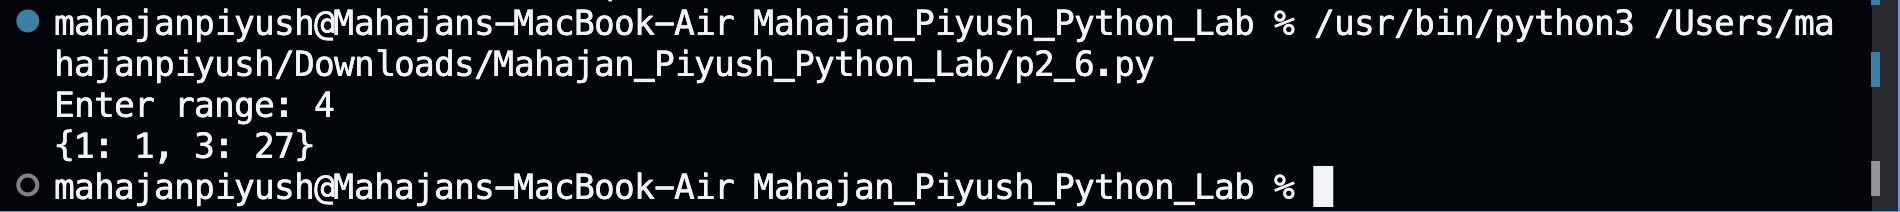 mahajanpiyush@Mahajans-MacBook-Air Mahajan_Piyush_Python_Lab % /usr/bin/python3 /Users/ma
hajanpiyush/Downloads/Mahajan_Piyush_Python_Lab/p2_6.py
Enter range: 4
{1: 1, 3: 27}
mahajanpiyush@Mahajans-MacBook-Air Mahajan_Piyush_Python_Lab %